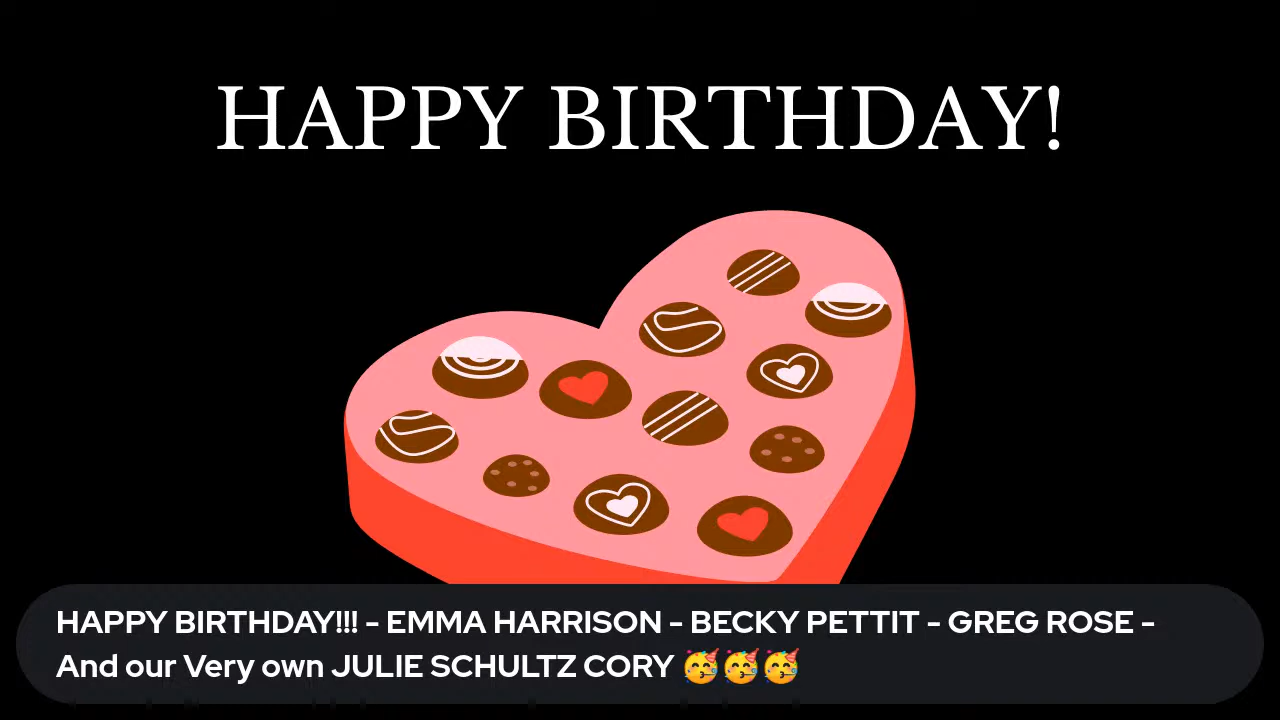 HAPPY BIRTHDAY!
HAPPY BIRTHDAY!!! - EMMA HARRISON - BECKY PETTIT - GREG ROSE -
And our Very own JULIE SCHULTZ CORY 🥳🥳🥳